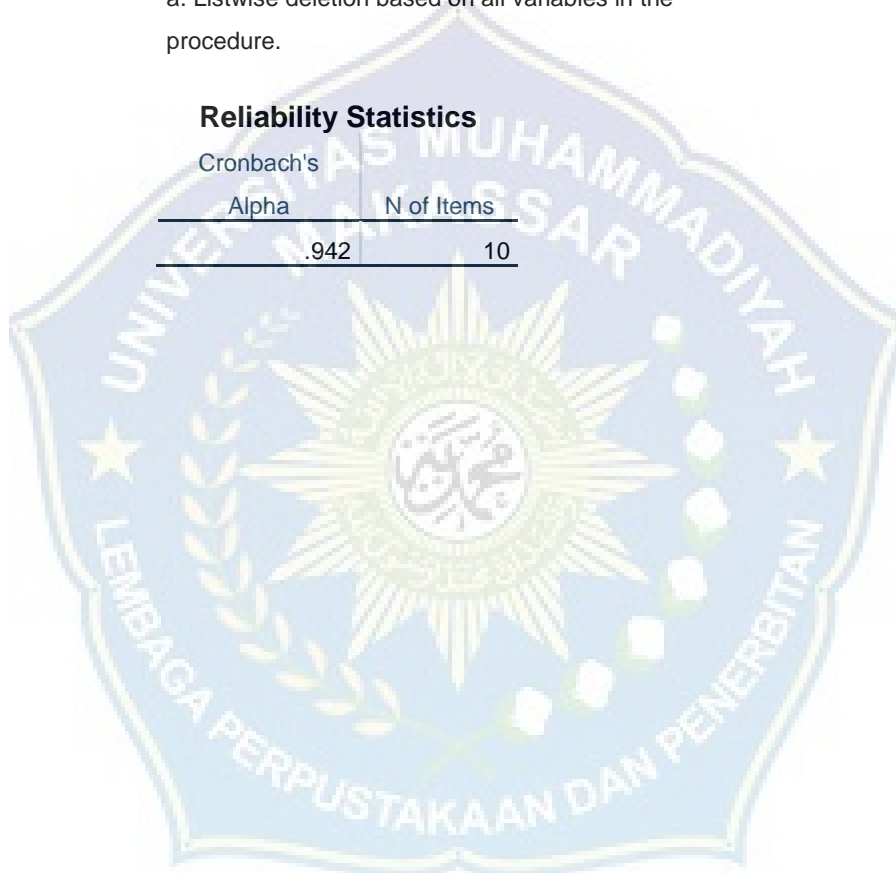 a. Listwise deletion based on all variables in the
procedure.
Reliability Statistics
Cronbach's
Alpha N of Items
.942 10
UNIVERSITAS MUHAMMADIYAH
MAKASSAR
LEMBAGA PERPUSTAKAAN DAN PENERBITAN